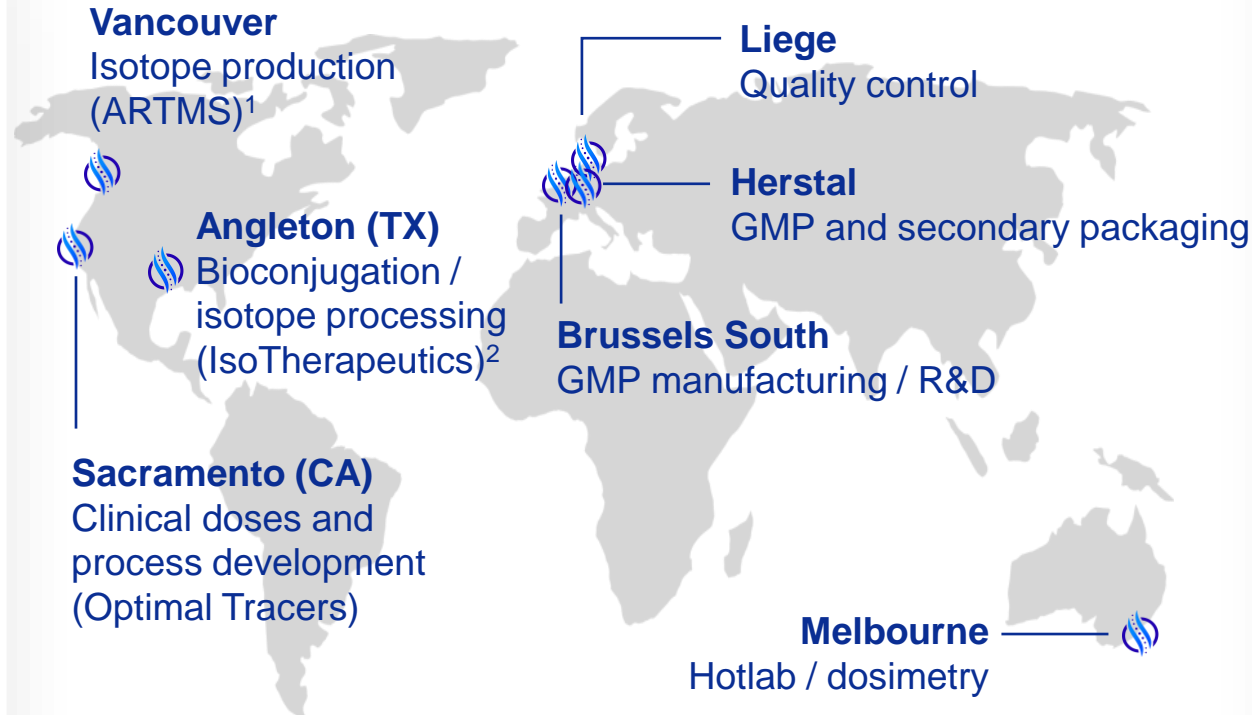 Vancouver
Isotope production
(ARTMS)¹
Liege
Quality control
Herstal
GMP and secondary packaging
Angleton (TX)
Bioconjugation /
isotope processing
(IsoTherapeutics)²
Brussels South
GMP manufacturing / R&D
Sacramento (CA)
Clinical doses and
process development
(Optimal Tracers)
Melbourne
Hotlab / dosimetry